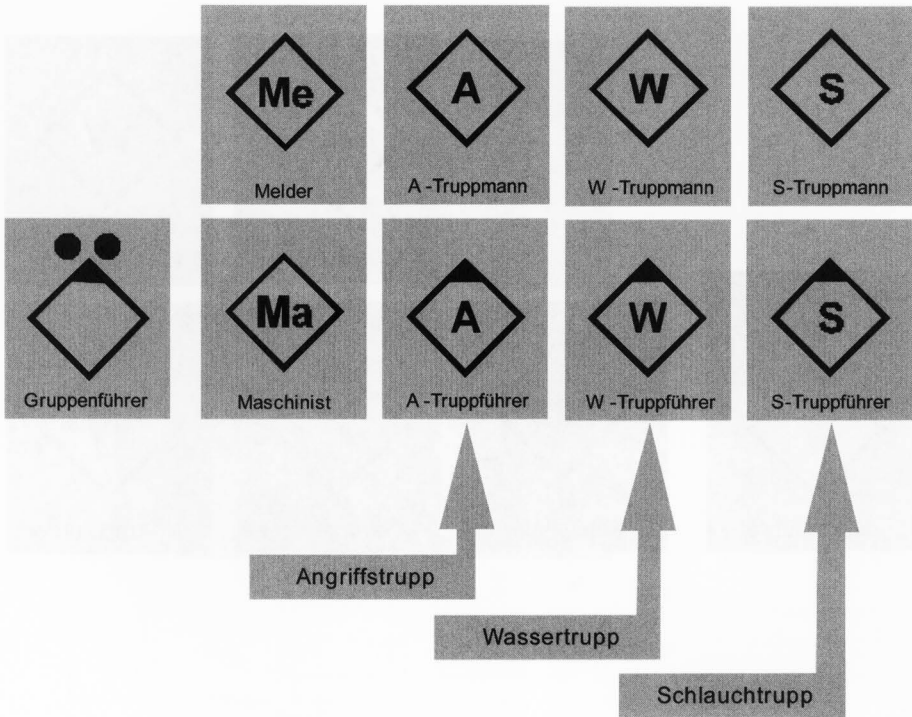 Me
A
W
S
Melder
A -Truppmann
W -Truppmann
S-Truppmann
Ma
A
W
S
Gruppenführer
Maschinist
A -Truppführer
W -Truppführer
S-Truppführer
Angriffstrupp
Wassertrupp
Schlauchtrupp